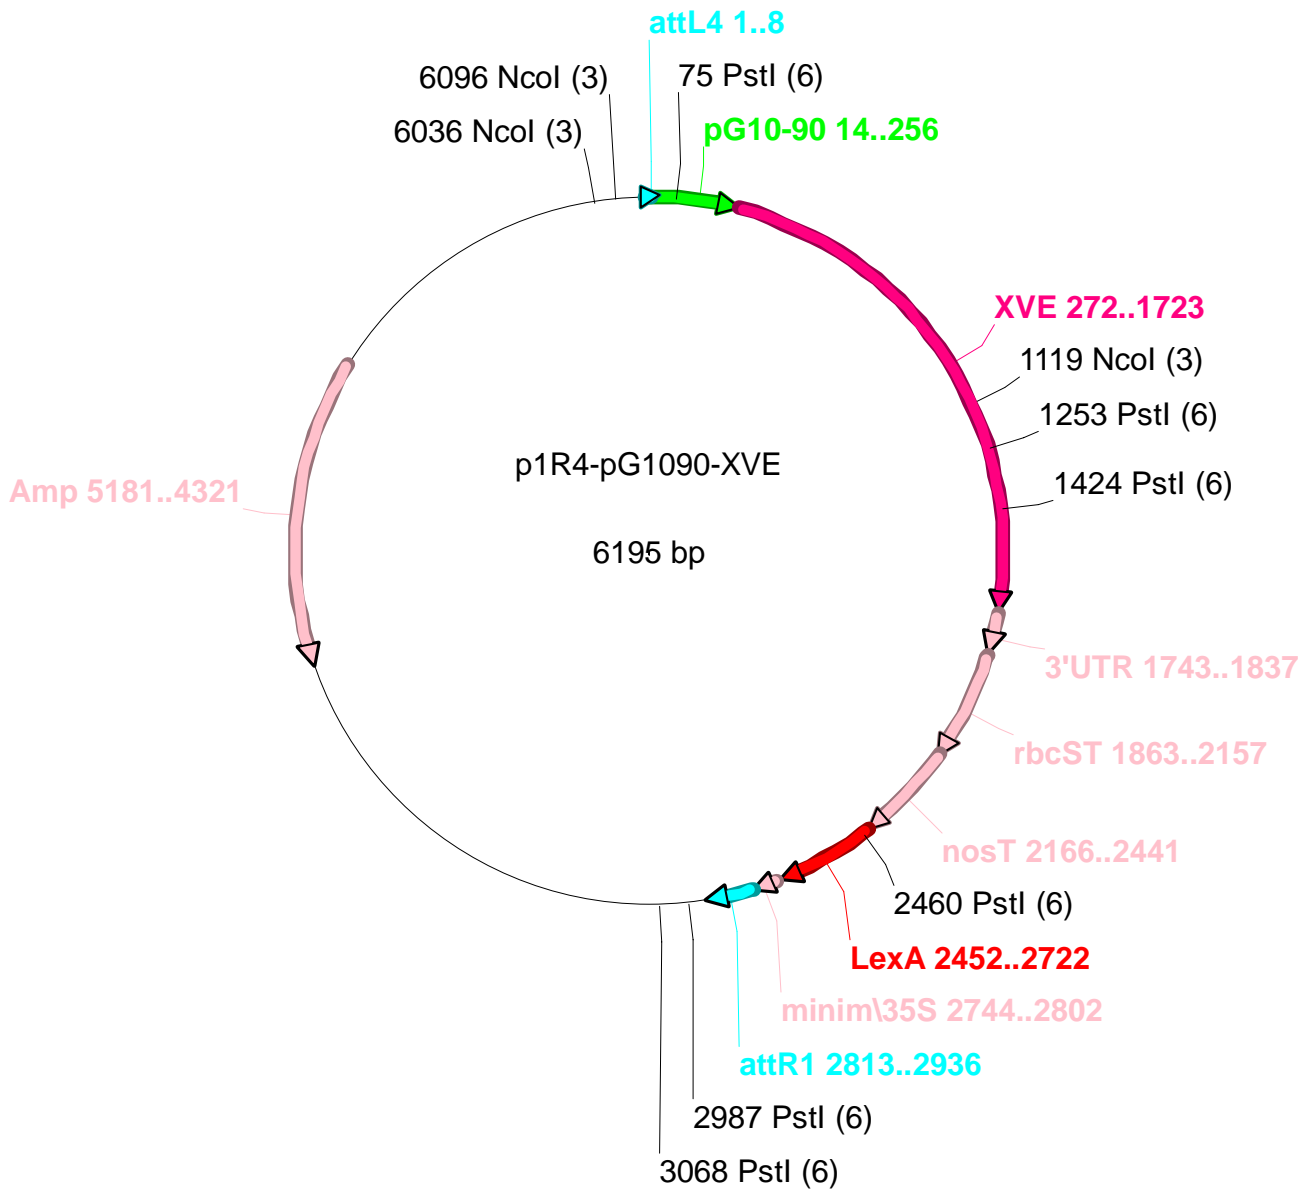 attL4 1..8
6096 NcoI (3)
75 PstI (6)
6036 NcoI (3)
pG10-90 14..256
XVE 272..1723
1119 NcoI (3)
1253 PstI (6)
p1R4-pG1090-XVE
1424 PstI (6)
Amp 5181..4321
6195 bp
3'UTR 1743..1837
rbcST 1863..2157
nosT 2166..2441
2460 PstI (6)
LexA 2452..2722
minim\35S 2744..2802
attR1 2813..2936
2987 PstI (6)
3068 PstI (6)